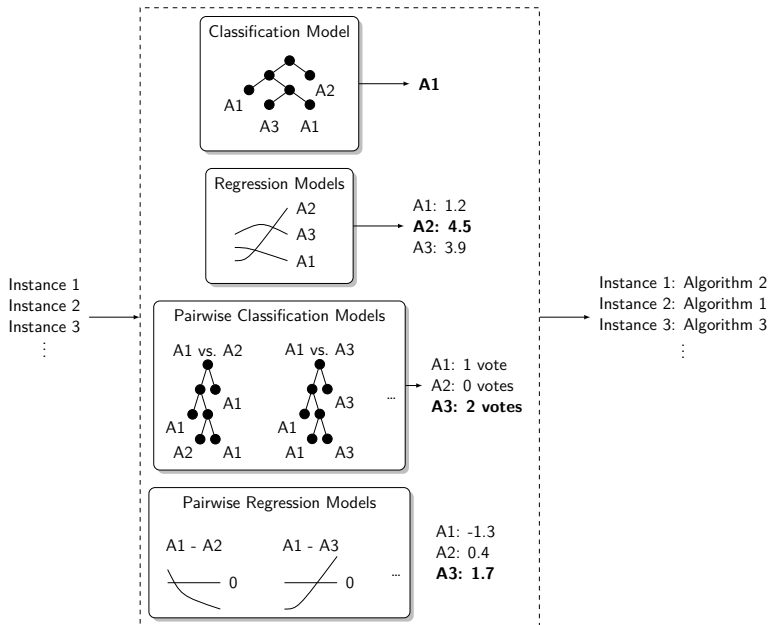 Classification Model
A1
A2
A3 A1
A1
Regression Models
A2
A3
A1
A1: 1.2
A2: 4.5
A3: 3.9
Instance 1
Instance 2
Instance 3
⋮
Pairwise Classification Models
A1 vs. A2
A1
A1
A2 A1
A1 vs. A3
A3
A1
A1 A3
...
A1: 1 vote
A2: 0 votes
A3: 2 votes
Pairwise Regression Models
A1 - A2
0
A1 - A3
0
...
A1: -1.3
A2: 0.4
A3: 1.7
Instance 1: Algorithm 2
Instance 2: Algorithm 1
Instance 3: Algorithm 3
⋮